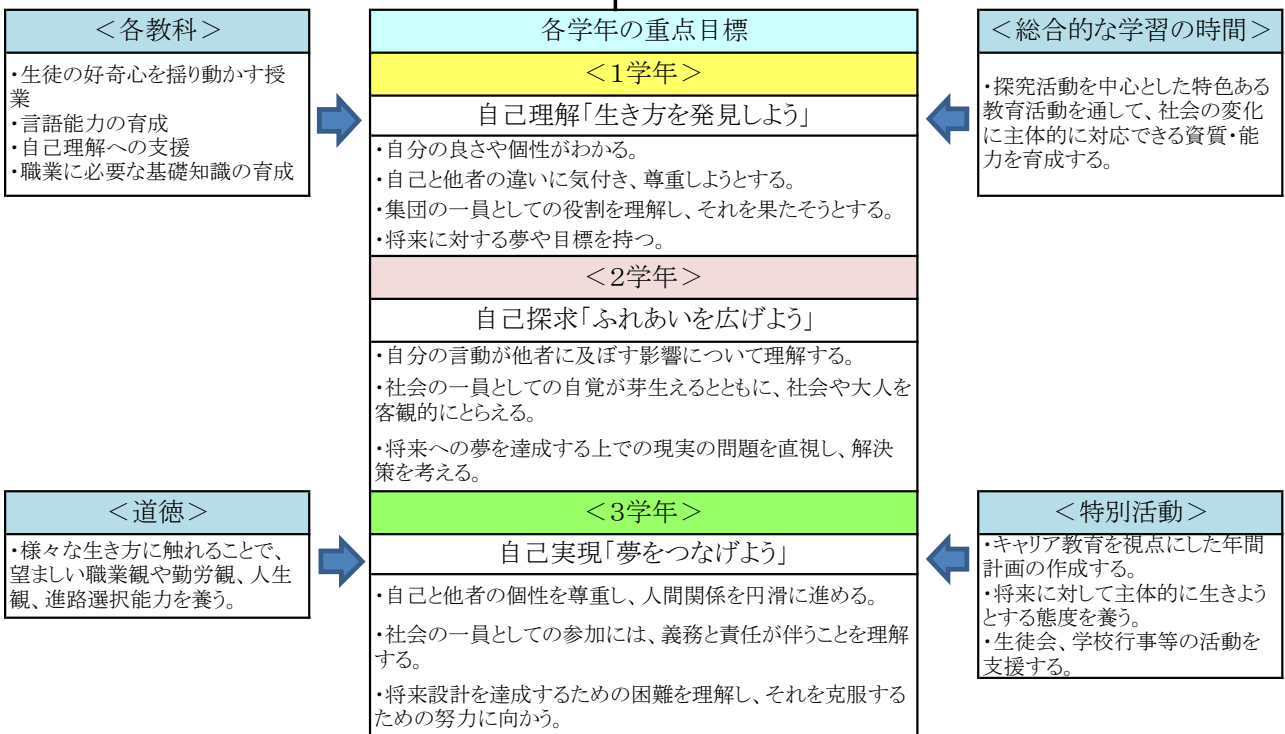 ＜各教科＞
・生徒の好奇心を揺り動かす授
業
・言語能力の育成
・自己理解への支援
・職業に必要な基礎知識の育成
各学年の重点目標
＜1学年＞
自己理解「生き方を発見しよう」
・自分の良さや個性がわかる。
・自己と他者の違いに気付き、尊重しようとする。
・集団の一員としての役割を理解し、それを果たそうとする。
・将来に対する夢や目標を持つ。
＜2学年＞
自己探求「ふれあいを広げよう」
・自分の言動が他者に及ぼす影響について理解する。
・社会の一員としての自覚が芽生えるとともに、社会や大人を
客観的にとらえる。
・将来への夢を達成する上での現実の問題を直視し、解決
策を考える。
＜3学年＞
自己実現「夢をつなげよう」
・自己と他者の個性を尊重し、人間関係を円滑に進める。
・社会の一員としての参加には、義務と責任が伴うことを理解
する。
・将来設計を達成するための困難を理解し、それを克服する
ための努力に向かう。
＜総合的な学習の時間＞
・探究活動を中心とした特色ある
教育活動を通して、社会の変化
に主体的に対応できる資質・能
力を育成する。
＜道徳＞
・様々な生き方に触れることで、
望ましい職業観や勤労観、人生
観、進路選択能力を養う。
＜特別活動＞
・キャリア教育を視点にした年間
計画の作成する。
・将来に対して主体的に生きよう
とする態度を養う。
・生徒会、学校行事等の活動を
支援する。